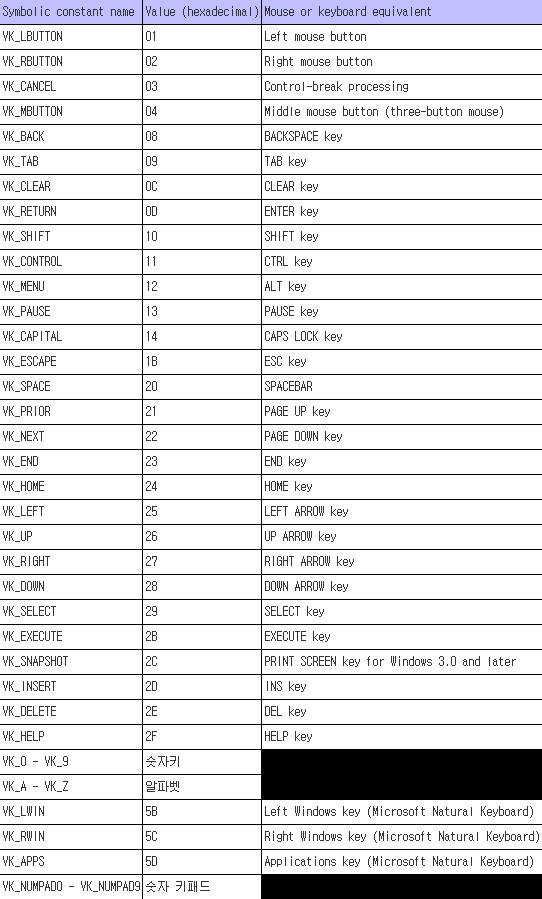 Symbolic constant name Value (hexadecimal) Mouse or keyboard equivalent
VK_LBUTTON 01 Left mouse button
VK_RBUTTON 02 Right mouse button
VK_CANCEL 03 Control-break processing
VK_MBUTTON 04 Middle mouse button (three-button mouse)
VK_BACK 08 BACKSPACE key
VK_TAB 09 TAB key
VK_CLEAR 0C CLEAR key
VK_RETURN 0D ENTER key
VK_SHIFT 10 SHIFT key
VK_CONTROL 11 CTRL key
VK_MENU 12 ALT key
VK_PAUSE 13 PAUSE key
VK_CAPITAL 14 CAPS LOCK key
VK_ESCAPE 1B ESC key
VK_SPACE 20 SPACEBAR
VK_PRIOR 21 PAGE UP key
VK_NEXT 22 PAGE DOWN key
VK_END 23 END key
VK_HOME 24 HOME key
VK_LEFT 25 LEFT ARROW key
VK_UP 26 UP ARROW key
VK_RIGHT 27 RIGHT ARROW key
VK_DOWN 28 DOWN ARROW key
VK_SELECT 29 SELECT key
VK_EXECUTE 2B EXECUTE key
VK_SNAPSHOT 2C PRINT SCREEN key for Windows 3.0 and later
VK_INSERT 2D INS key
VK_DELETE 2E DEL key
VK_HELP 2F HELP key
VK_0 - VK_9 숫자키
VK_A - VK_Z 알파벳
VK_LWIN 5B Left Windows key (Microsoft Natural Keyboard)
VK_RWIN 5C Right Windows key (Microsoft Natural Keyboard)
VK_APPS 5D Applications key (Microsoft Natural Keyboard)
VK_NUMPAD0 - VK_NUMPAD9 숫자 키패드